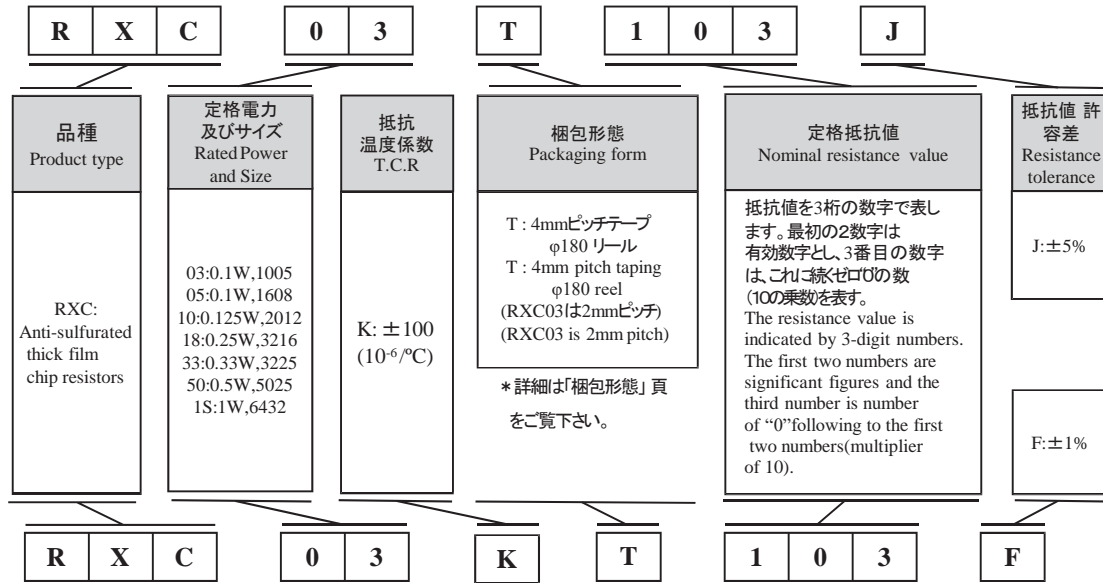 R X C 0 3 T 1 0 3 J
品種
Product type
定格電力
及びサイズ
Rated Power
and Size
抵抗
温度係数
T.C.R
梱包形態
Packaging form
定格抵抗値
Nominal resistance value
抵抗値 許
容差
Resistance
tolerance
RXC:
Anti-sulfurated
thick film
chip resistors
03:0.1W,1005
05:0.1W,1608
10:0.125W,2012
18:0.25W,3216
33:0.33W,3225
50:0.5W,5025
1S:1W,6432
K: ±100
(10-6/℃)
T : 4mmピッチテープ
φ180 リール
T : 4mm pitch taping
φ180 reel
(RXC03は2mmピッチ)
(RXC03 is 2mm pitch)
*詳細は「梱包形態」頁
をご覧下さい。
抵抗値を3桁の数字で表し
ます。最初の2数字は
有効数字とし、3番目の数字
は、これに続くゼロ“0”の数
(10の乗数)を表す。
The resistance value is
indicated by 3-digit numbers.
The first two numbers are
significant figures and the
third number is number
of “0”following to the first
two numbers(multiplier
of 10).
J:±5%
F:±1%
R X C 0 3 K T 1 0 3 F